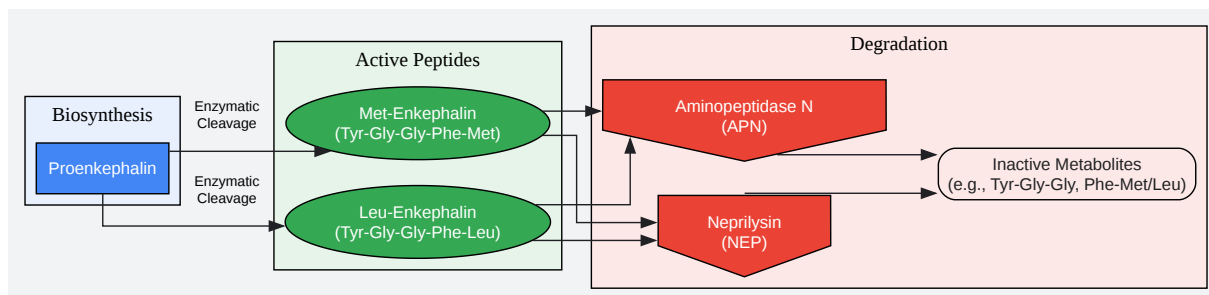 Biosynthesis
Proenkephalin
Enzymatic
Cleavage
Enzymatic
Cleavage
Active Peptides
Met-Enkephalin
(Tyr-Gly-Gly-Phe-Met)
Leu-Enkephalin
(Tyr-Gly-Gly-Phe-Leu)
Degradation
Aminopeptidase N
(APN)
Neprilysin
(NEP)
Inactive Metabolites
(e.g., Tyr-Gly-Gly, Phe-Met/Leu)